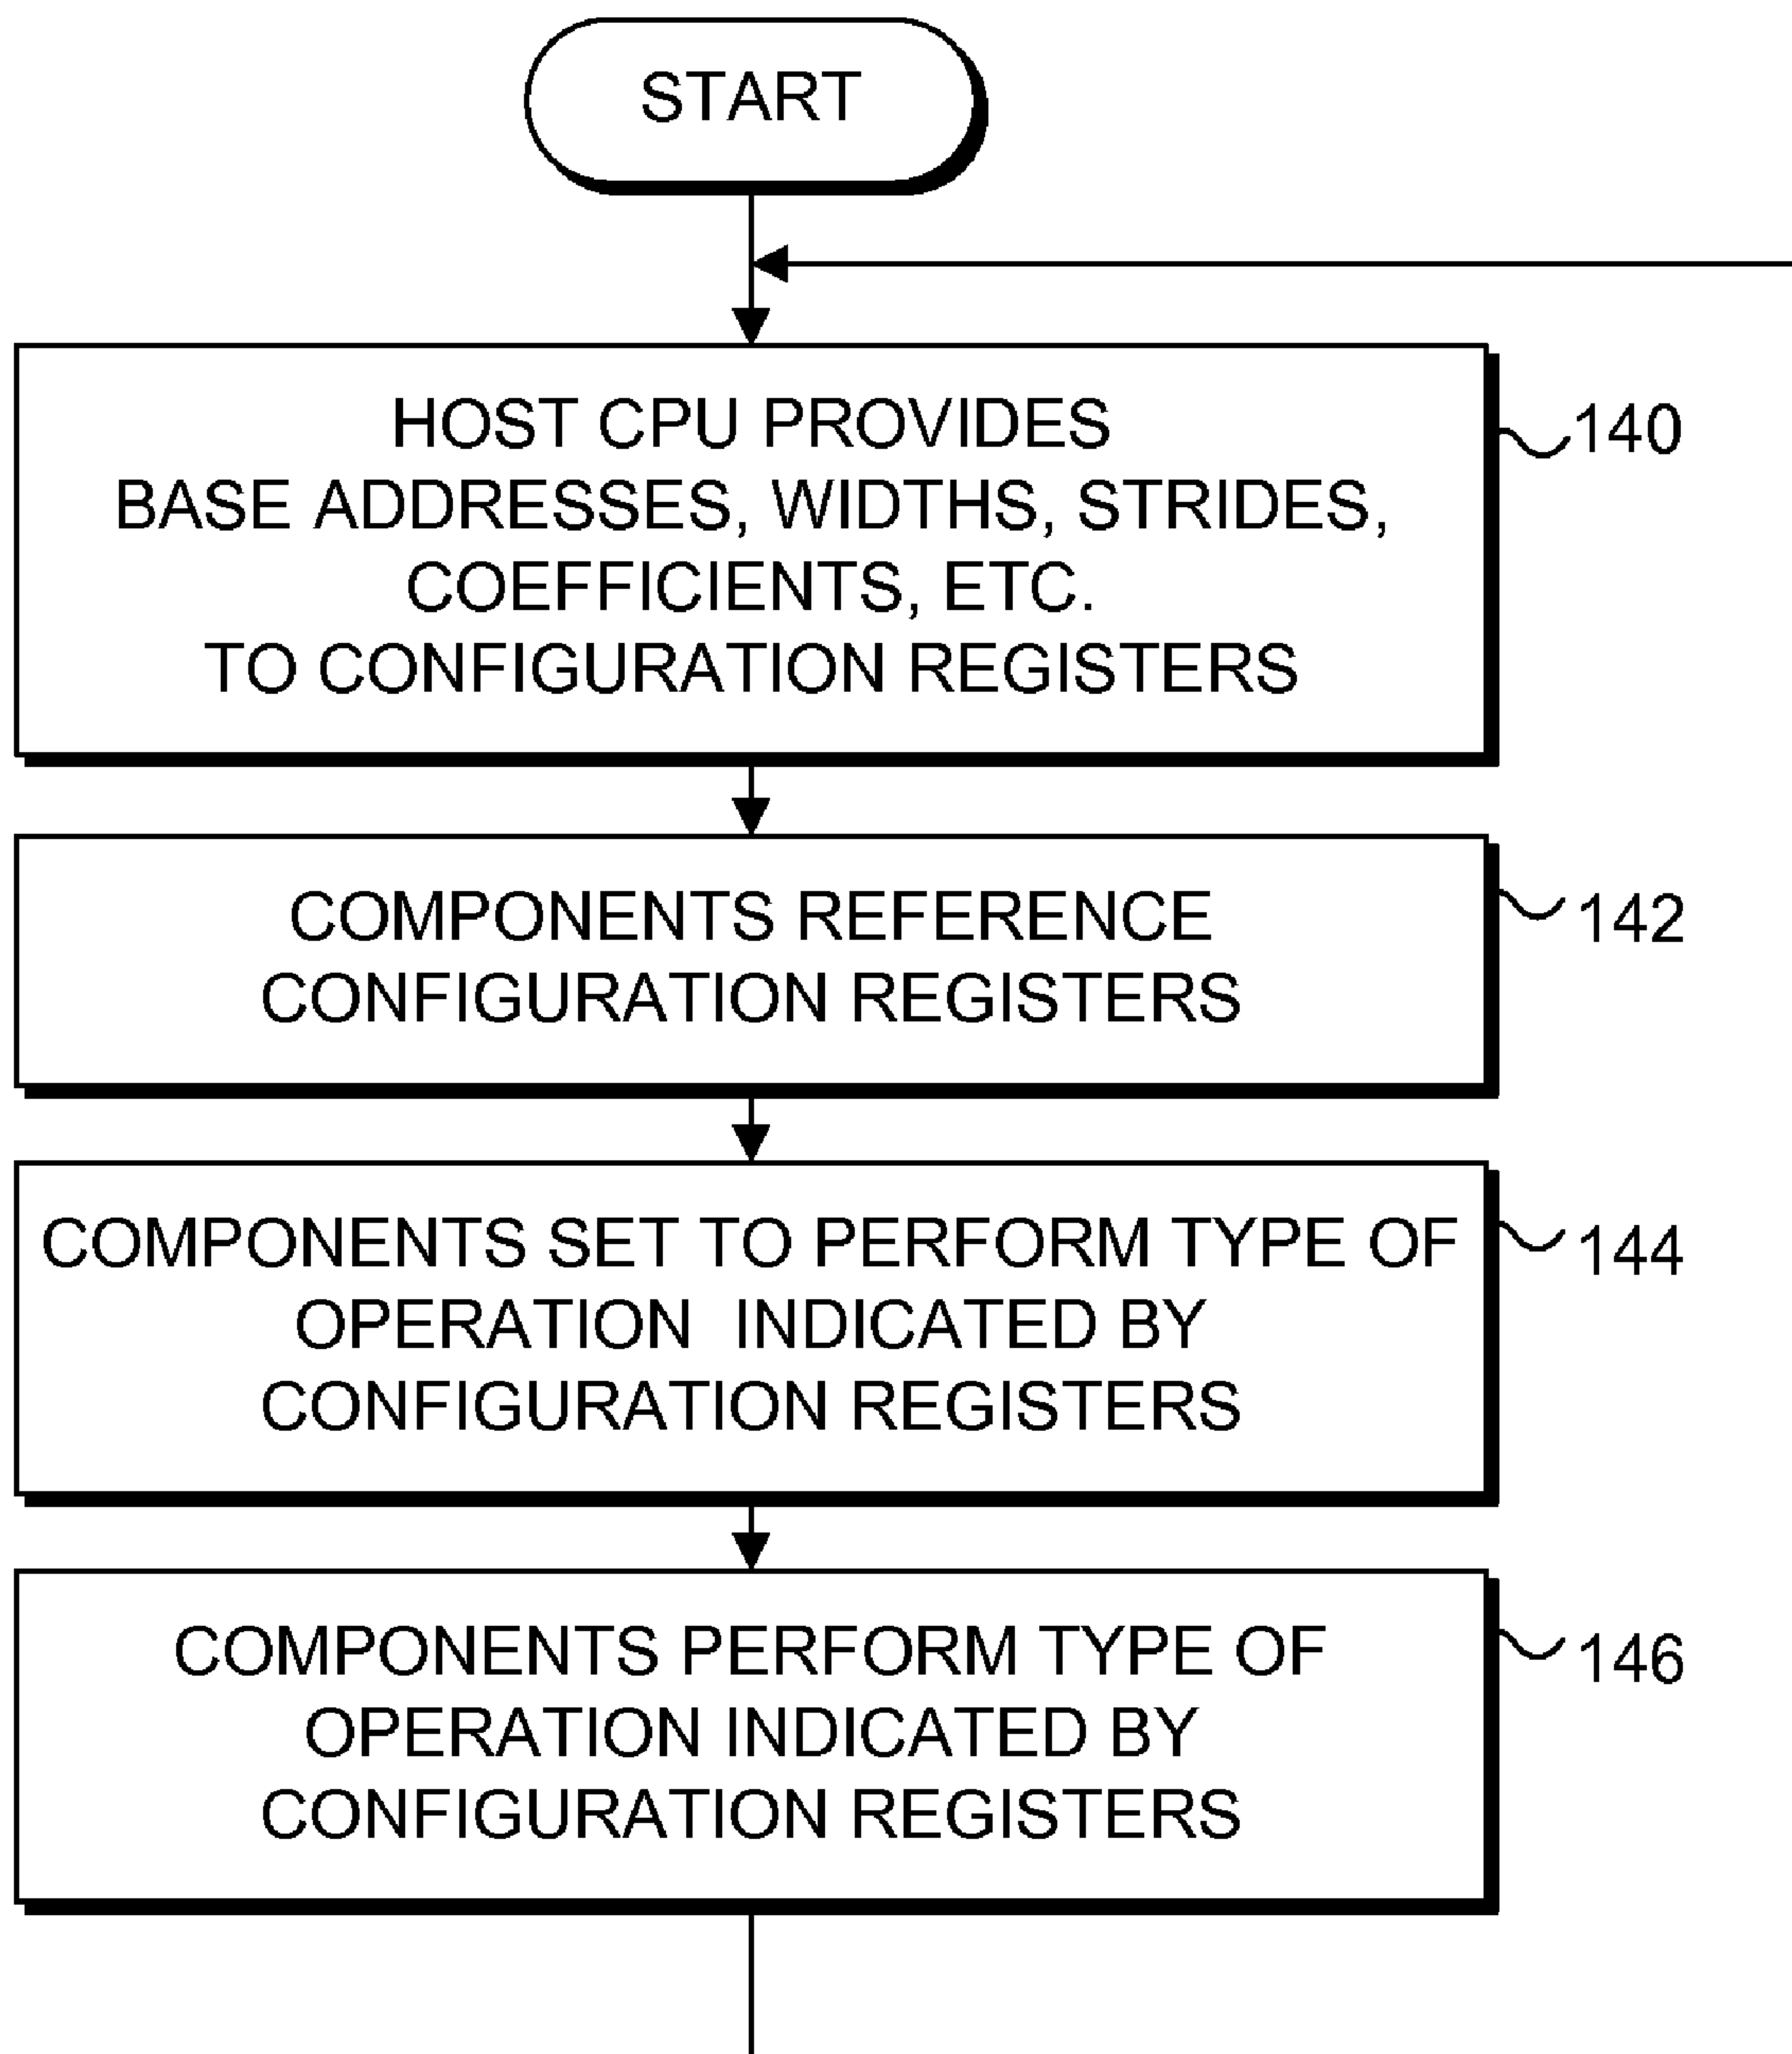 START
HOST CPU PROVIDES
BASE ADDRESSES, WIDTHS, STRIDES,
COEFFICIENTS, ETC.
TO CONFIGURATION REGISTERS
140
COMPONENTS REFERENCE
CONFIGURATION REGISTERS
142
COMPONENTS SET TO PERFORM TYPE OF
OPERATION INDICATED BY
CONFIGURATION REGISTERS
144
COMPONENTS PERFORM TYPE OF
OPERATION INDICATED BY
CONFIGURATION REGISTERS
146